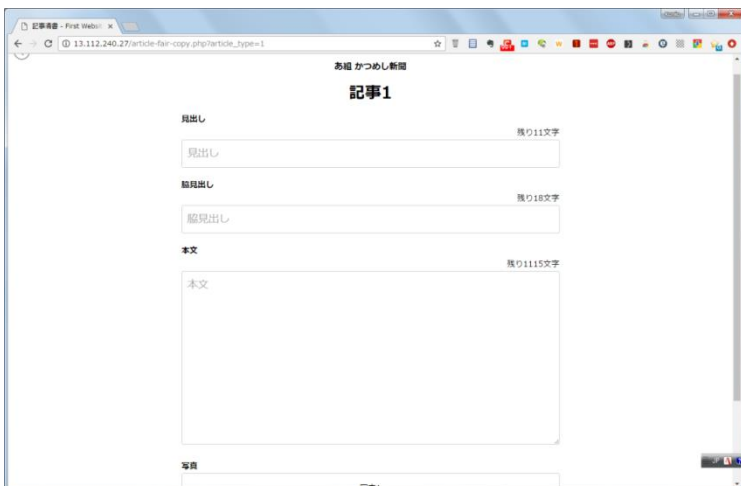 記事清書 - First Websit
13.112.240.27/article-fair-copy.php?article_type=1
あ組 かつめし新聞
記事1
見出し
残り11文字
見出し
脇見出し
残り18文字
脇見出し
本文
残り1115文字
本文
写真